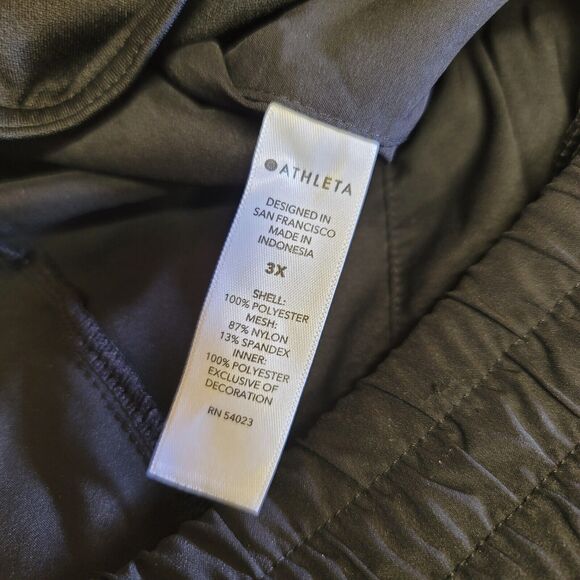 ATHLETA
DESIGNED IN
SAN FRANCISCO
MADE IN
INDONESIA
3X
SHELL:
100% POLYESTER
MESH:
87% NYLON
13% SPANDEX
INNER:
100% POLYESTER
EXCLUSIVE OF
DECORATION
RN 54023